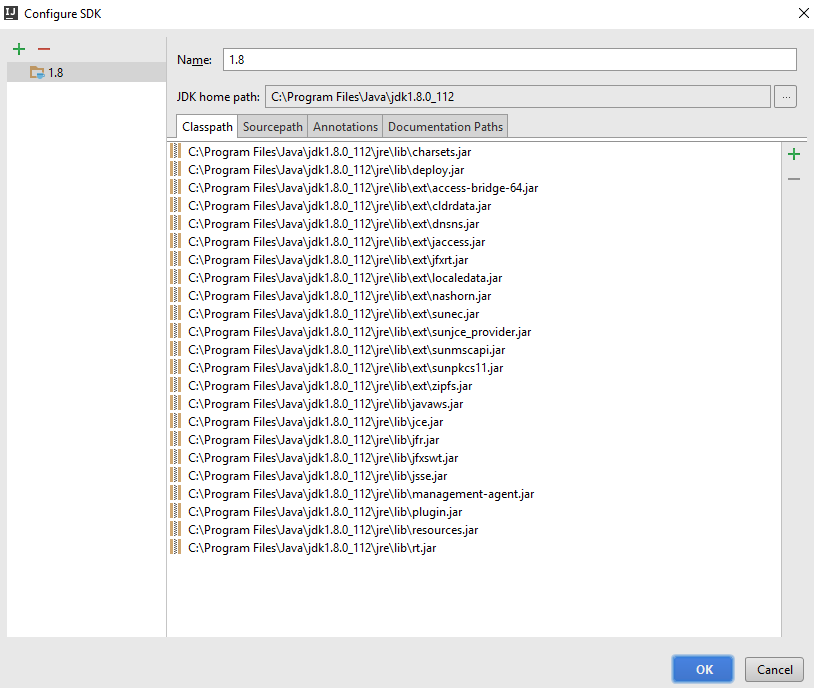 Configure SDK
1.8
Name: 1.8
JDK home path: C:\Program Files\Java\jdk1.8.0_112 ...
Classpath Sourcepath Annotations Documentation Paths
C:\Program Files\Java\jdk1.8.0_112\jre\lib\charsets.jar
C:\Program Files\Java\jdk1.8.0_112\jre\lib\deploy.jar
C:\Program Files\Java\jdk1.8.0_112\jre\lib\ext\access-bridge-64.jar
C:\Program Files\Java\jdk1.8.0_112\jre\lib\ext\cldrdata.jar
C:\Program Files\Java\jdk1.8.0_112\jre\lib\ext\dnsns.jar
C:\Program Files\Java\jdk1.8.0_112\jre\lib\ext\jaccess.jar
C:\Program Files\Java\jdk1.8.0_112\jre\lib\ext\jfxrt.jar
C:\Program Files\Java\jdk1.8.0_112\jre\lib\ext\localedata.jar
C:\Program Files\Java\jdk1.8.0_112\jre\lib\ext\nashorn.jar
C:\Program Files\Java\jdk1.8.0_112\jre\lib\ext\sunec.jar
C:\Program Files\Java\jdk1.8.0_112\jre\lib\ext\sunjce_provider.jar
C:\Program Files\Java\jdk1.8.0_112\jre\lib\ext\sunmscapi.jar
C:\Program Files\Java\jdk1.8.0_112\jre\lib\ext\sunpkcs11.jar
C:\Program Files\Java\jdk1.8.0_112\jre\lib\ext\zipfs.jar
C:\Program Files\Java\jdk1.8.0_112\jre\lib\javaws.jar
C:\Program Files\Java\jdk1.8.0_112\jre\lib\jce.jar
C:\Program Files\Java\jdk1.8.0_112\jre\lib\jfr.jar
C:\Program Files\Java\jdk1.8.0_112\jre\lib\jfxswt.jar
C:\Program Files\Java\jdk1.8.0_112\jre\lib\jsse.jar
C:\Program Files\Java\jdk1.8.0_112\jre\lib\management-agent.jar
C:\Program Files\Java\jdk1.8.0_112\jre\lib\plugin.jar
C:\Program Files\Java\jdk1.8.0_112\jre\lib\resources.jar
C:\Program Files\Java\jdk1.8.0_112\jre\lib\rt.jar
OK Cancel